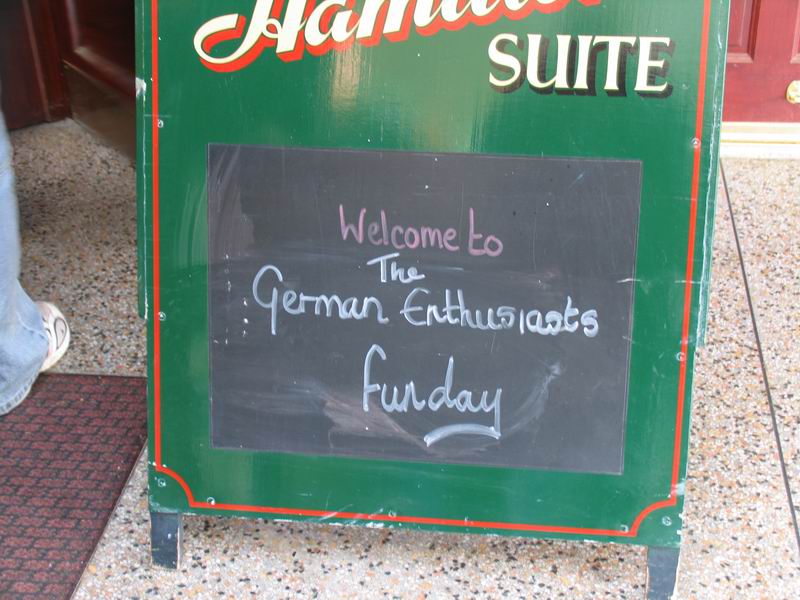 SUITE
Welcome to
The
German Enthusiasts
funday